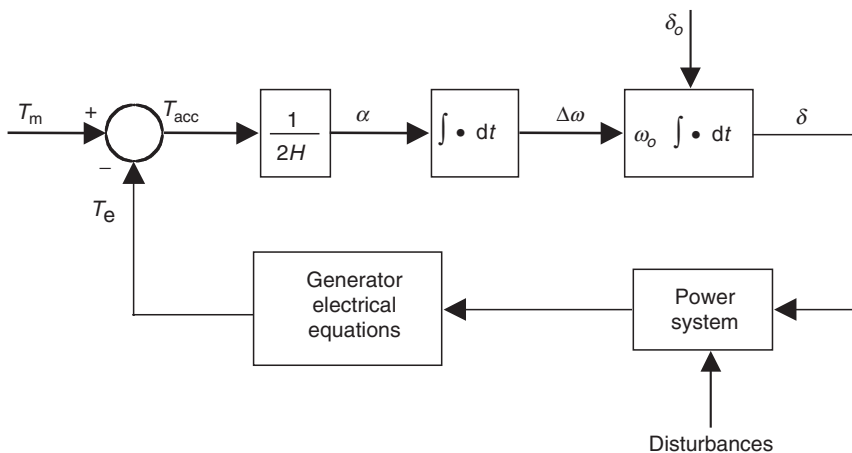 δo
Tm
+
Tacc
1
2H
α
∫ • dt
Δω
ωo ∫ • dt
δ
−
Te
Generator
electrical
equations
Power
system
Disturbances